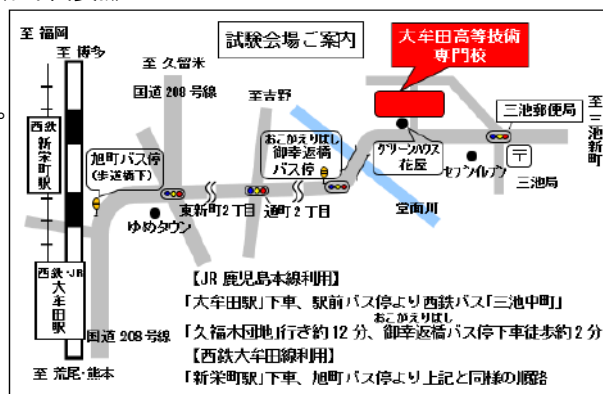 至 福岡
至 博多
試験会場ご案内
大牟田高等技術
専門校
至 久留米
国道 208 号線
至吉野
三池郵便局
至 三池新町
西鉄 新栄町駅
旭町バス停
(歩道橋下)
おこがえりばし
御幸返橋
バス停
グリーンハウス
花屋
セブンイレブン
〒
三池局
ゆめタウン
東新町2丁目
通町2丁目
堂面川
西鉄・JR
大牟田駅
国道 208 号線
至 荒尾・熊本
【JR 鹿児島本線利用】
「大牟田駅」下車、駅前バス停より西鉄バス「三池中町」
おこがえりばし
「久福木団地」行き約12分、御幸返橋バス停下車徒歩約2分
【西鉄大牟田線利用】
「新栄町駅」下車、旭町バス停より上記と同様の順路